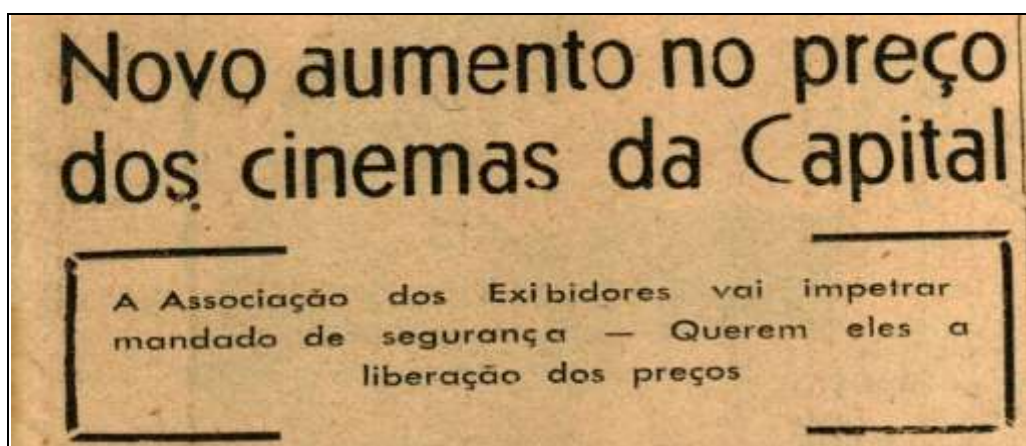 Novo aumento no preço
dos cinemas da Capital
A Associação dos Exibidores vai impetrar
mandado de segurança — Querem eles a
liberação dos preços